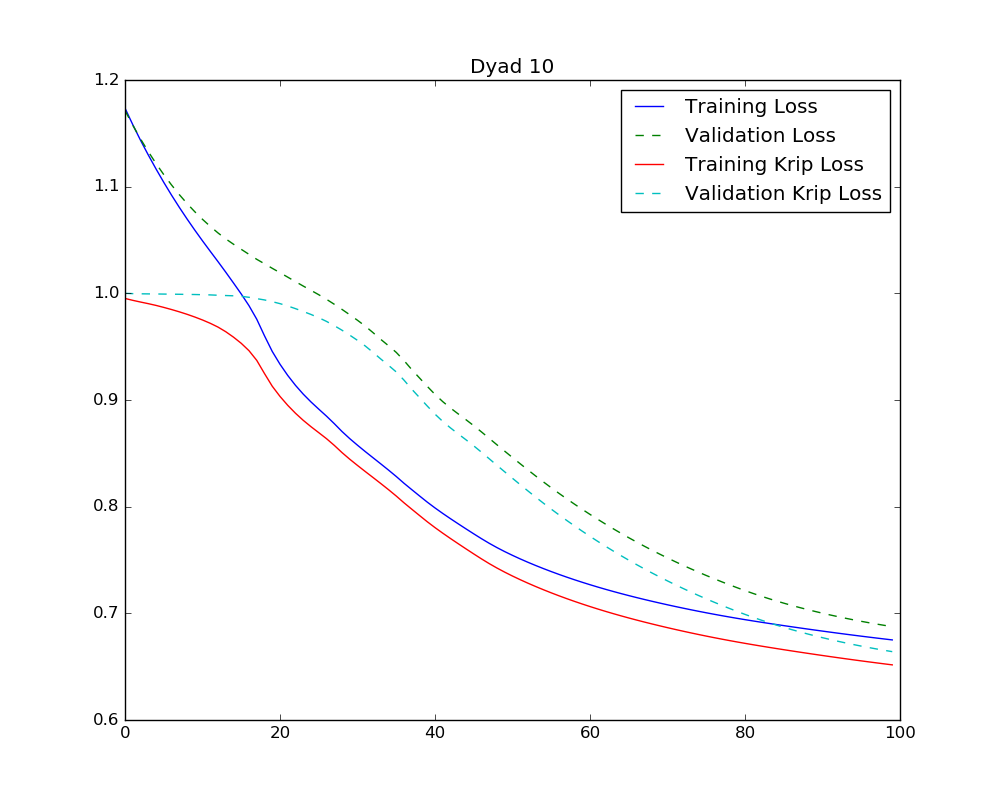 Dyad 10
1.2
1.1
1.0
0.9
0.8
0.7
0.6
0 20 40 60 80 100
Training Loss
Validation Loss
Training Krip Loss
Validation Krip Loss